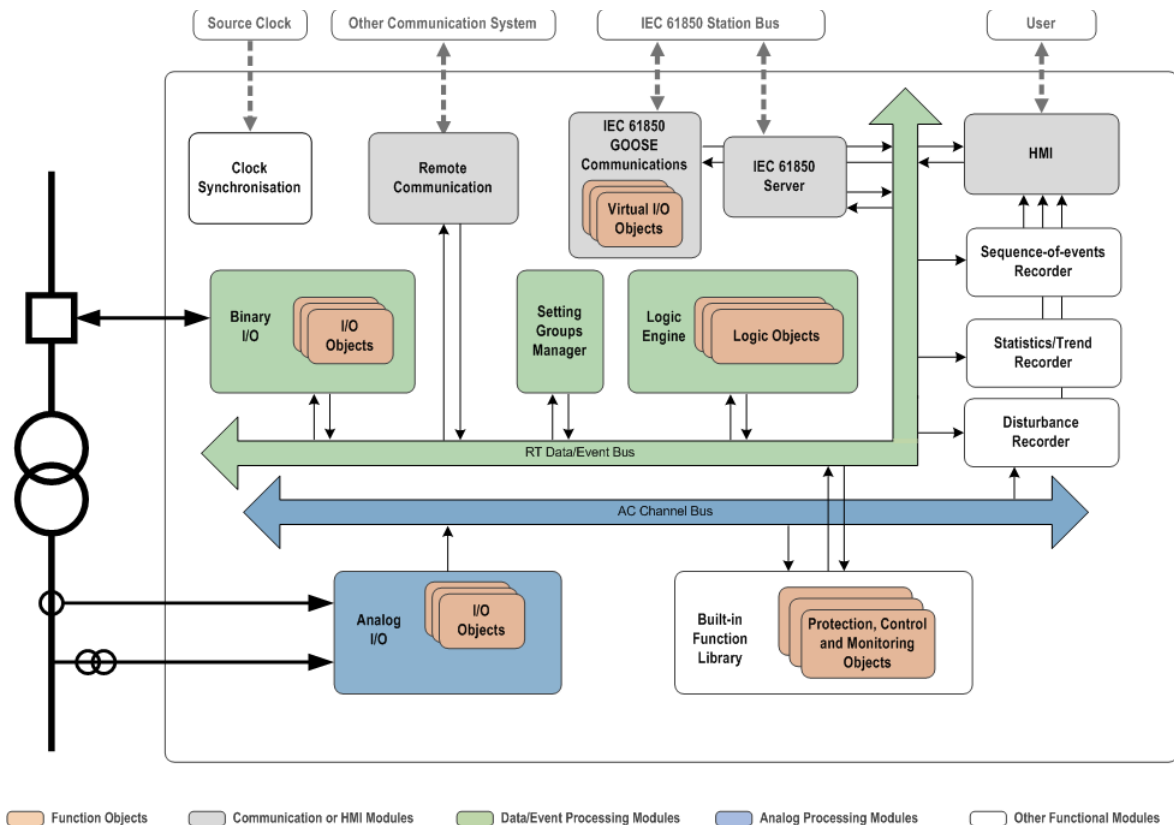 Source Clock
Other Communication System
IEC 61850 Station Bus
User
Clock
Synchronisation
Remote
Communication
IEC 61850
GOOSE
Communications
Virtual I/O
Objects
IEC 61850
Server
HMI
Sequence-of-events
Recorder
Binary
I/O
I/O
Objects
Setting
Groups
Manager
Logic
Engine
Logic Objects
Statistics/Trend
Recorder
Disturbance
Recorder
RT Data/Event Bus
AC Channel Bus
Analog
I/O
I/O
Objects
Built-in
Function
Library
Protection, Control
and Monitoring
Objects
Function Objects
Communication or HMI Modules
Data/Event Processing Modules
Analog Processing Modules
Other Functional Modules